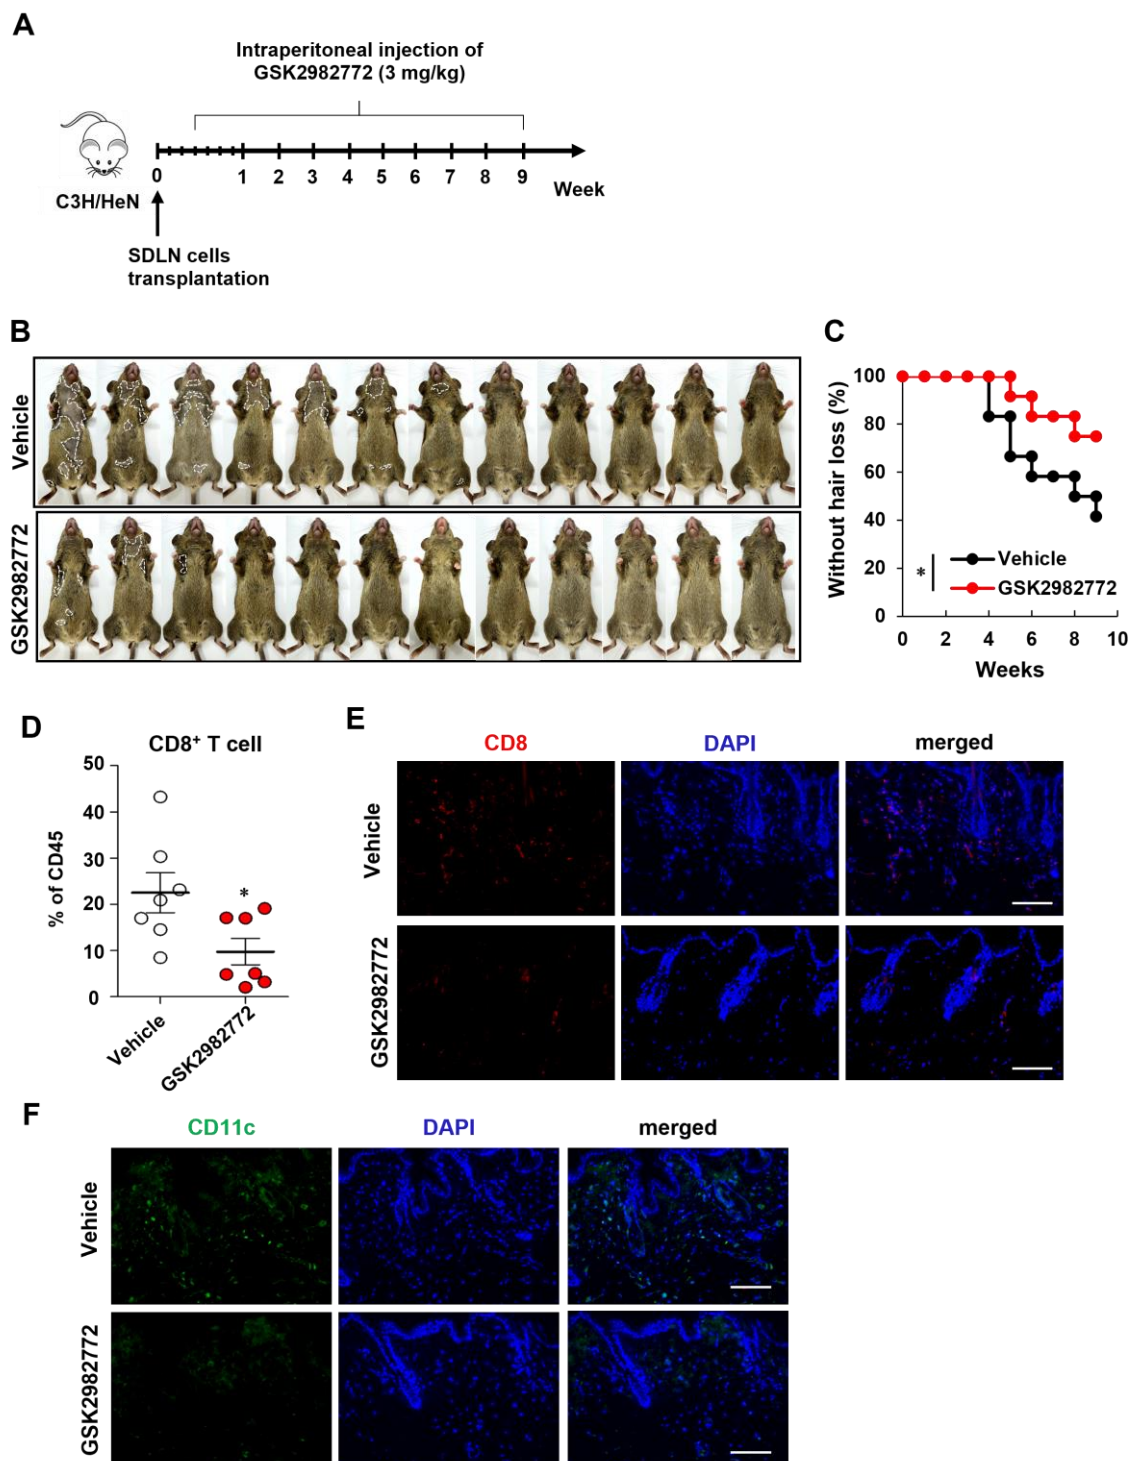 A
Intraperitoneal injection of
GSK2982772 (3 mg/kg)
0 1 2 3 4 5 6 7 8 9
Week
C3H/HeN
SDLN cells
transplantation
B
Vehicle
GSK2982772
C
Without hair loss (%)
100
80
60
40
20
0
* Vehicle
GSK2982772
0 2 4 6 8 10
Weeks
D
CD8⁺ T cell
% of CD45
50
40
30
20
10
0
*
Vehicle
GSK2982772
E
CD8 DAPI merged
Vehicle
GSK2982772
F
CD11c DAPI merged
Vehicle
GSK2982772